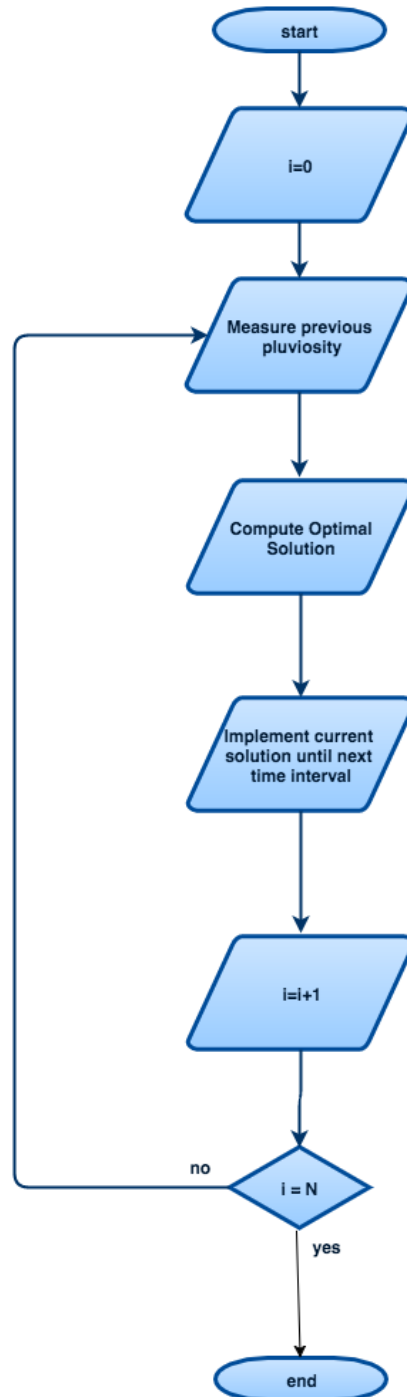 start
i=0
Measure previous
pluviosity
Compute Optimal
Solution
Implement current
solution until next
time interval
i=i+1
no
i = N
yes
end